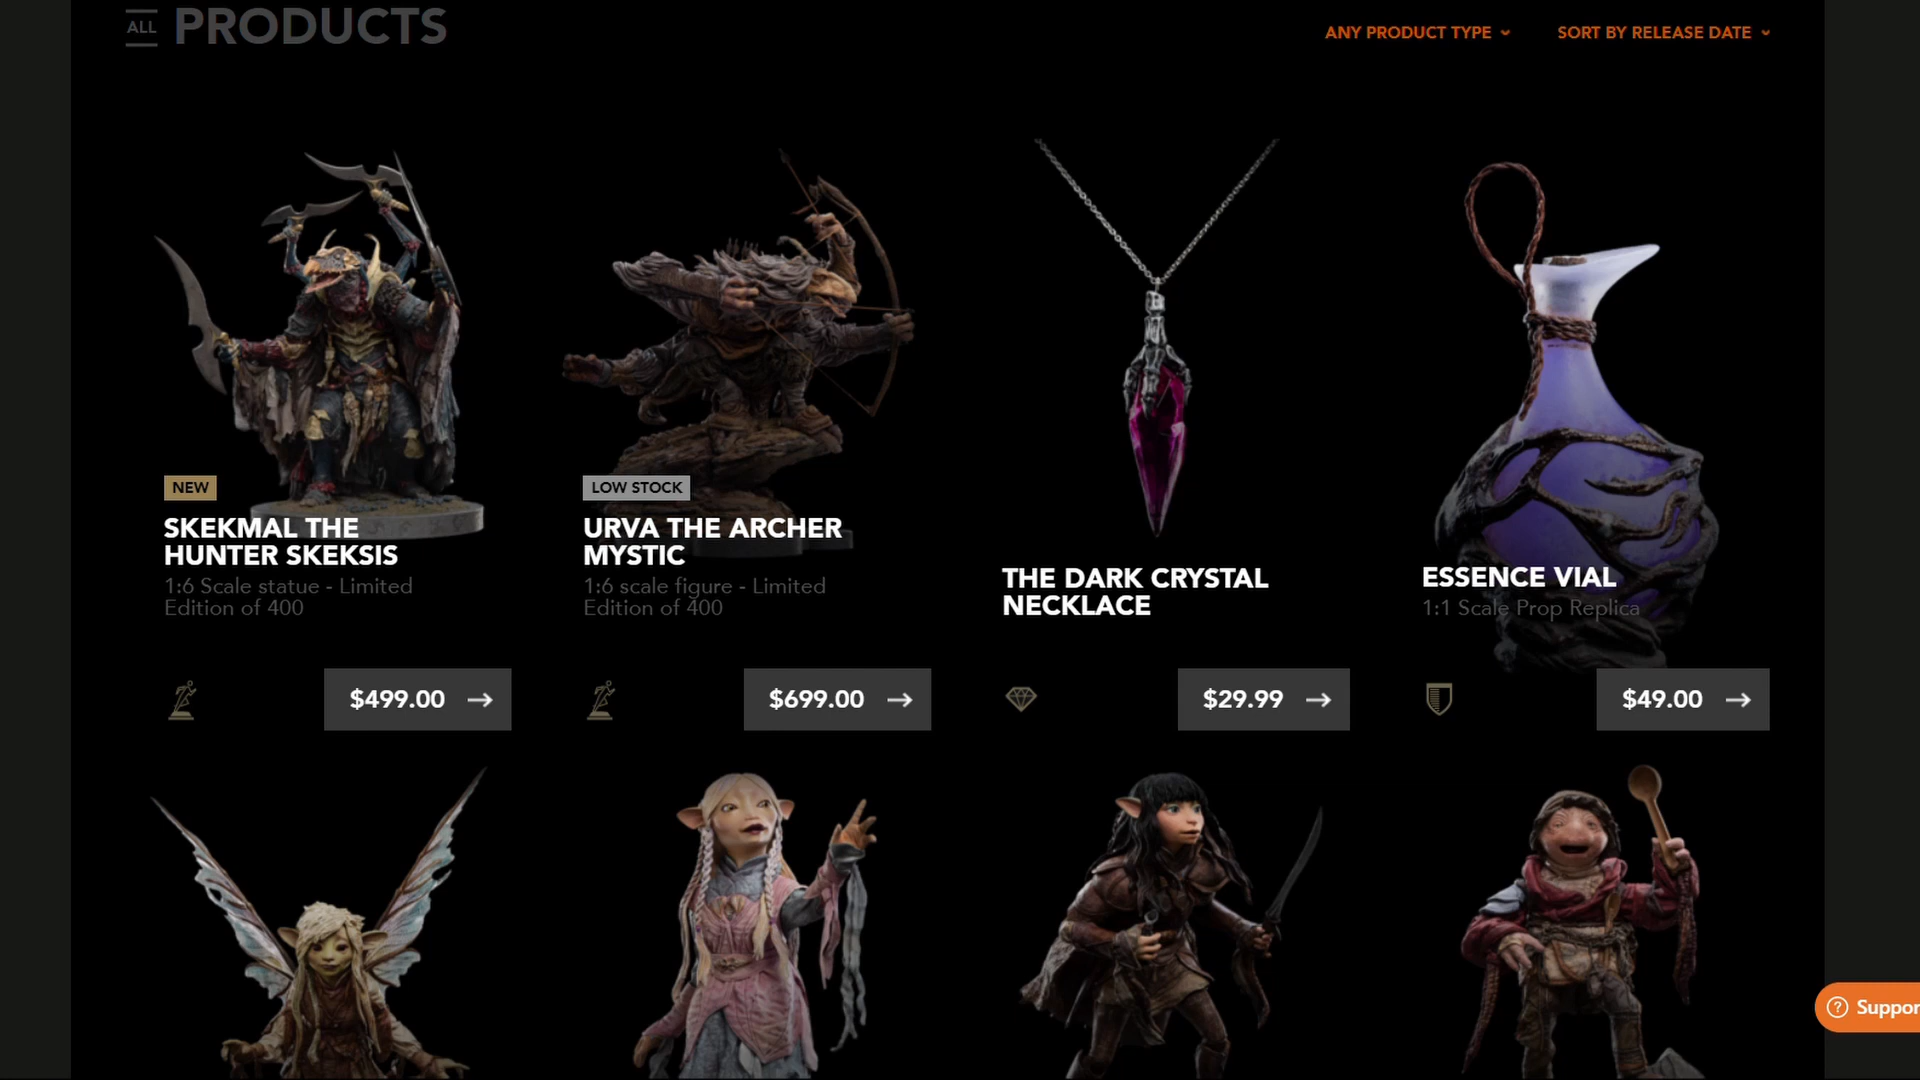 ALL PRODUCTS
ANY PRODUCT TYPE
SORT BY RELEASE DATE
NEW
SKEKMAL THE
HUNTER SKEKSIS
1:6 Scale statue - Limited
Edition of 400
$499.00
LOW STOCK
URVA THE ARCHER
MYSTIC
1:6 scale figure - Limited
Edition of 400
$699.00
THE DARK CRYSTAL
NECKLACE
$29.99
ESSENCE VIAL
1:1 Scale Prop Replica
$49.00
Suppor